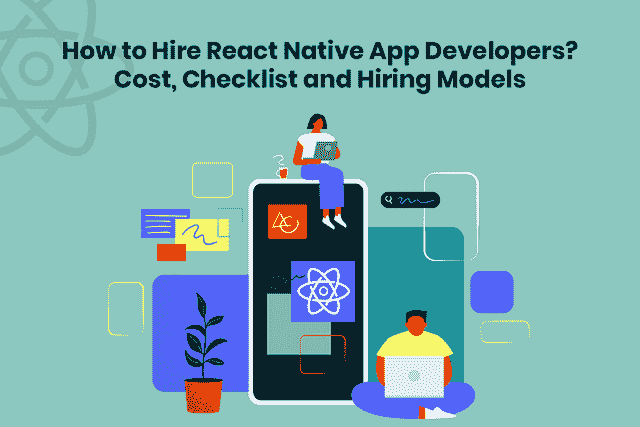 How to Hire React Native App Developers?
Cost, Checklist and Hiring Models